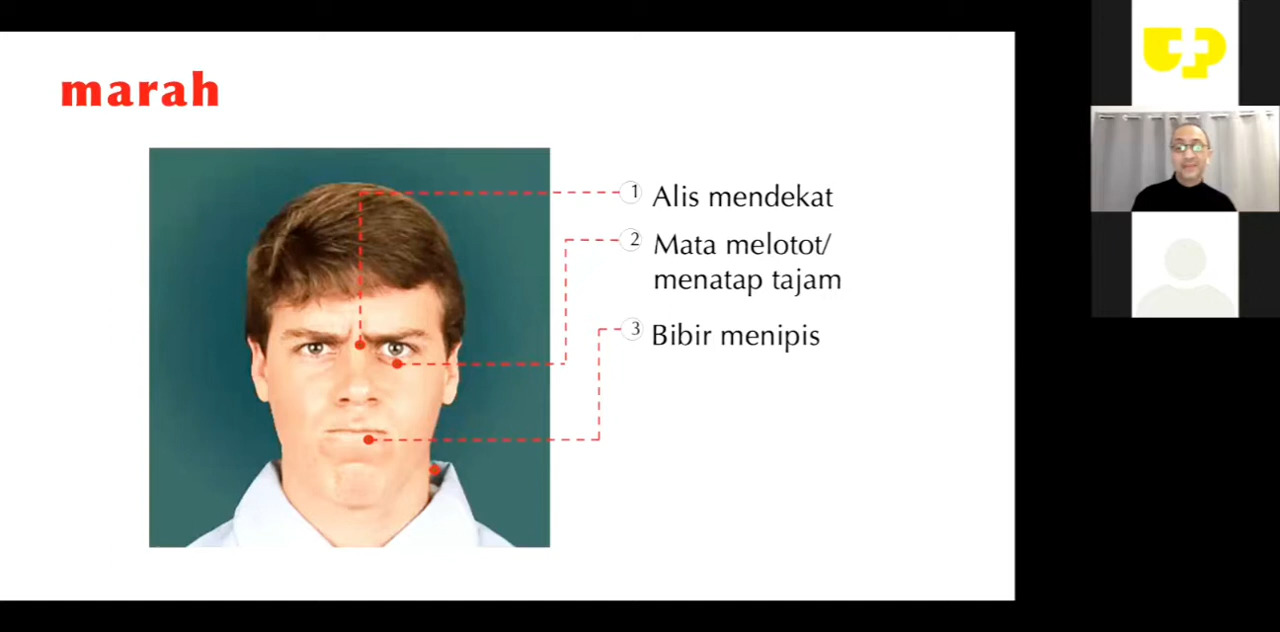 marah
1 Alis mendekat
2 Mata melotot/
menatap tajam
3 Bibir menipis